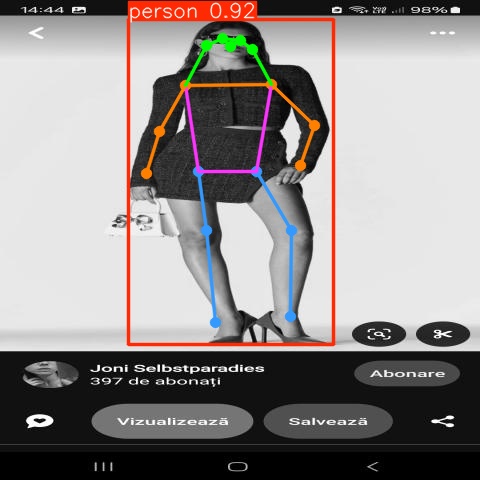 14:44 98%
person 0.92
Joni Selbstparadies
397 de abonați
Abonare
Vizualizează
Salvează